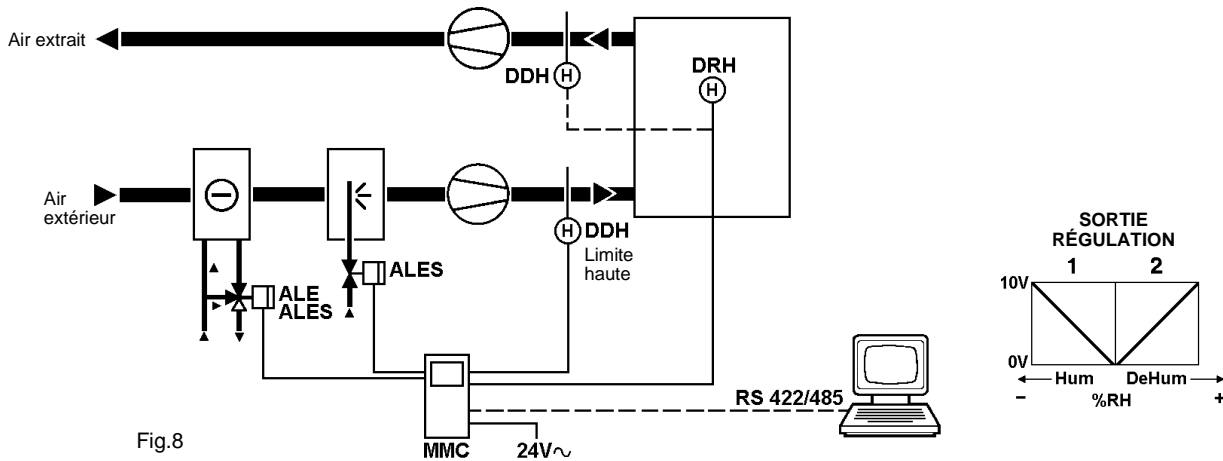 Air extrait
DDH
H
DRH
H
Air
extérieur
H
DDH
Limite
haute
ALES
ALE
ALES
RS 422/485
MMC
24V~
Fig.8
SORTIE
RÉGULATION
1 2
10V
0V
Hum DeHum
- %RH +